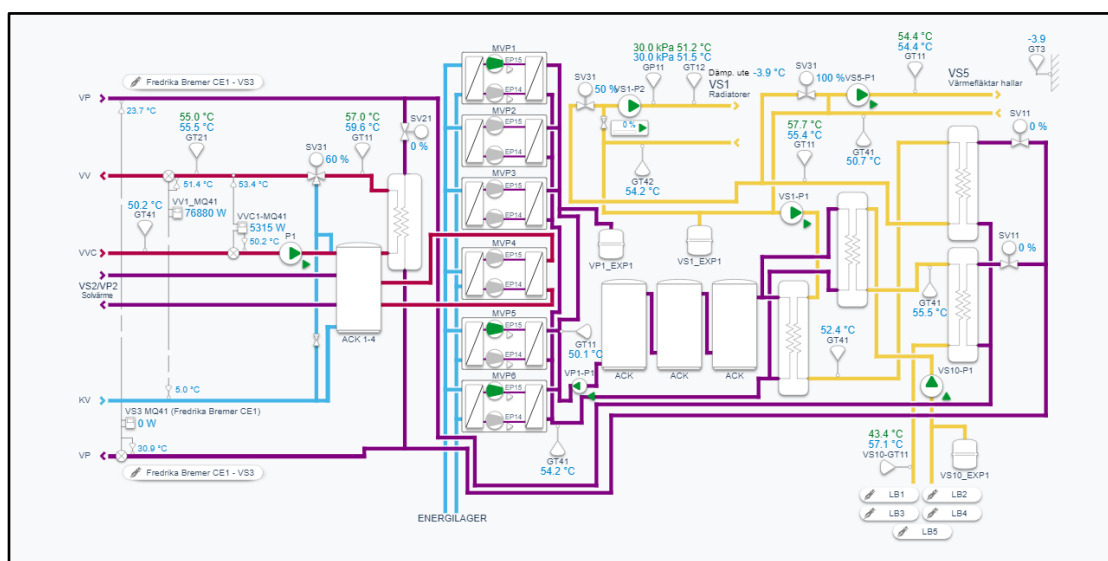 Fredrika Bremer CE1 - VS3
VP
23.7 °C
55.0 °C
55.5 °C
GT21
57.0 °C
59.6 °C
GT11
SV21
0 %
SV31
60 %
VV
51.4 °C
53.4 °C
VV1_MQ41
76880 W
VVC1-MQ41
5315 W
50.2 °C
GT41
50.2 °C
P1
VVC
VS2/VP2
Solvärme
ACK 1-4
KV
5.0 °C
VS3 MQ41 (Fredrika Bremer CE1)
0 W
VP
30.9 °C
Fredrika Bremer CE1 - VS3
MVP1
EP15
EP14
MVP2
EP15
EP14
MVP3
EP15
EP14
MVP4
EP15
EP14
MVP5
EP15
EP14
MVP6
EP15
EP14
ENERGILAGER
GT11
50.1 °C
VP1-P1
GT41
54.2 °C
30.0 kPa 51.2 °C
30.0 kPa 51.5 °C
GP11 GT12
SV31
50 %
VS1-P2
0 %
Dämp. ute -3.9 °C
VS1
Radiatorer
GT42
54.2 °C
VP1_EXP1
VS1_EXP1
VS1-P1
57.7 °C
55.4 °C
GT11
SV31
100 %
VS5-P1
54.4 °C
54.4 °C
GT11
GT41
50.7 °C
-3.9
GT3
VS5
Värmefläktar hallar
SV11
0 %
SV11
0 %
GT41
55.5 °C
ACK
ACK
ACK
52.4 °C
GT41
VS10-P1
43.4 °C
57.1 °C
VS10-GT11
VS10_EXP1
LB1
LB2
LB3
LB4
LB5